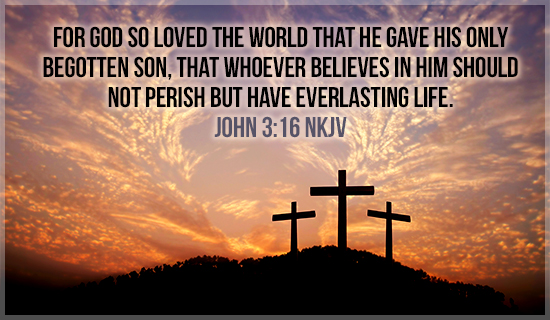 FOR GOD SO LOVED THE WORLD THAT HE GAVE HIS ONLY
BEGOTTEN SON, THAT WHOEVER BELIEVES IN HIM SHOULD
NOT PERISH BUT HAVE EVERLASTING LIFE.
JOHN 3:16 NKJV